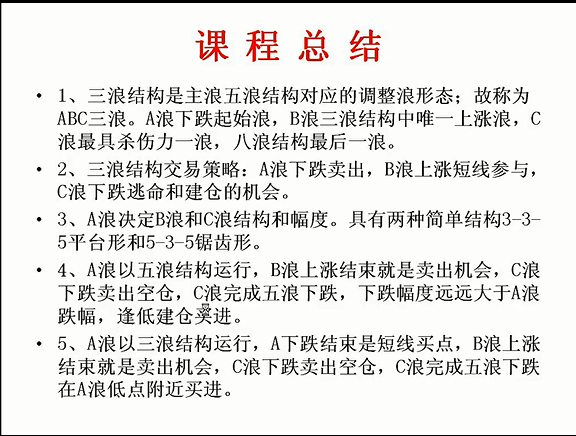 课程总结
• 1、三浪结构是主浪五浪结构对应的调整浪形态；故称为
ABC三浪。A浪下跌起始浪，B浪三浪结构中唯一上涨浪，C
浪最具杀伤力一浪，八浪结构最后一浪。
• 2、三浪结构交易策略：A浪下跌卖出，B浪上涨短线参与，
C浪下跌逃命和建仓的机会。
• 3、A浪决定B浪和C浪结构和幅度。具有两种简单结构3-3-
5平台形和5-3-5锯齿形。
• 4、A浪以五浪结构运行，B浪上涨结束就是卖出机会，C浪
下跌卖出空仓，C浪完成五浪下跌，下跌幅度远远大于A浪
跌幅，逢低建仓买进。
• 5、A浪以三浪结构运行，A下跌结束是短线买点，B浪上涨
结束就是卖出机会，C浪下跌卖出空仓，C浪完成五浪下跌
在A浪低点附近买进。